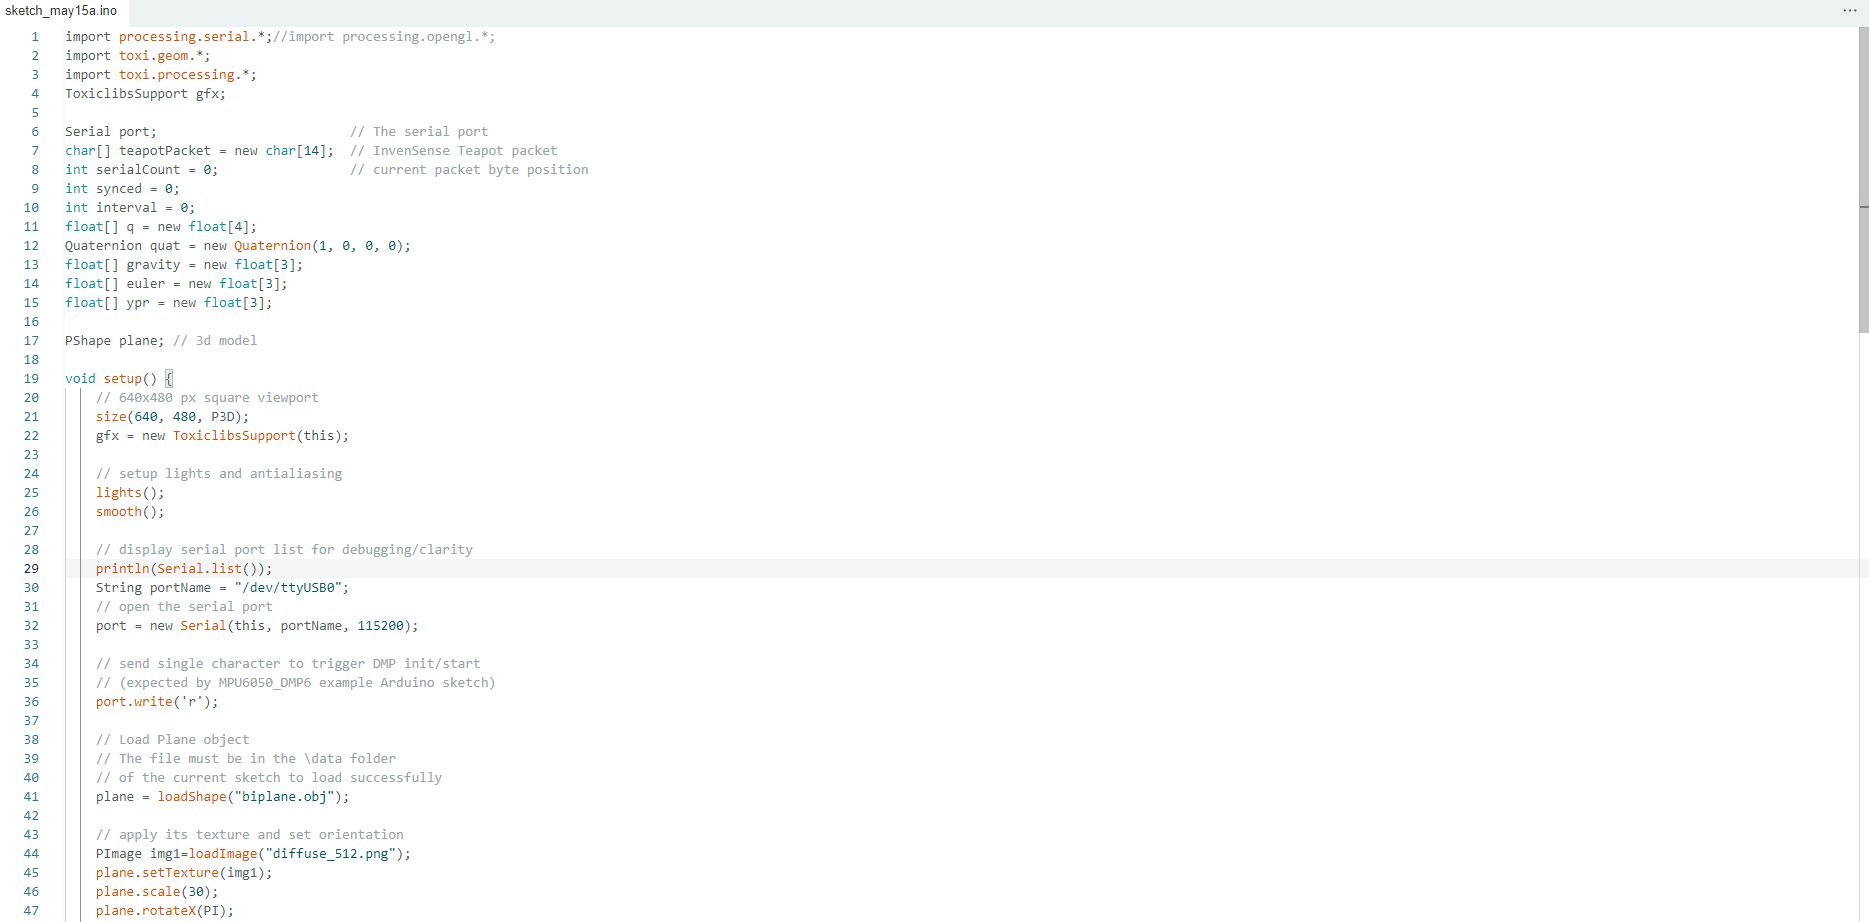 sketch_may15a.ino
1 import processing.serial.*;//import processing.opengl.*;
2 import toxi.geom.*;
3 import toxi.processing.*;
4 ToxiclibsSupport gfx;
5
6 Serial port; // The serial port
7 char[] teapotPacket = new char[14]; // InvenSense Teapot packet
8 int serialCount = 0; // current packet byte position
9 int synced = 0;
10 int interval = 0;
11 float[] q = new float[4];
12 Quaternion quat = new Quaternion(1, 0, 0, 0);
13 float[] gravity = new float[3];
14 float[] euler = new float[3];
15 float[] ypr = new float[3];
16
17 PShape plane; // 3d model
18
19 void setup() {
20 // 640x480 px square viewport
21 size(640, 480, P3D);
22 gfx = new ToxiclibsSupport(this);
23
24 // setup lights and antialiasing
25 lights();
26 smooth();
27
28 // display serial port list for debugging/clarity
29 println(Serial.list());
30 String portName = "/dev/ttyUSB0";
31 // open the serial port
32 port = new Serial(this, portName, 115200);
33
34 // send single character to trigger DMP init/start
35 // (expected by MPU6050_DMP6 example Arduino sketch)
36 port.write('r');
37
38 // Load Plane object
39 // The file must be in the \data folder
40 // of the current sketch to load successfully
41 plane = loadShape("biplane.obj");
42
43 // apply its texture and set orientation
44 PImage img1=loadImage("diffuse_512.png");
45 plane.setTexture(img1);
46 plane.scale(30);
47 plane.rotateX(PI);